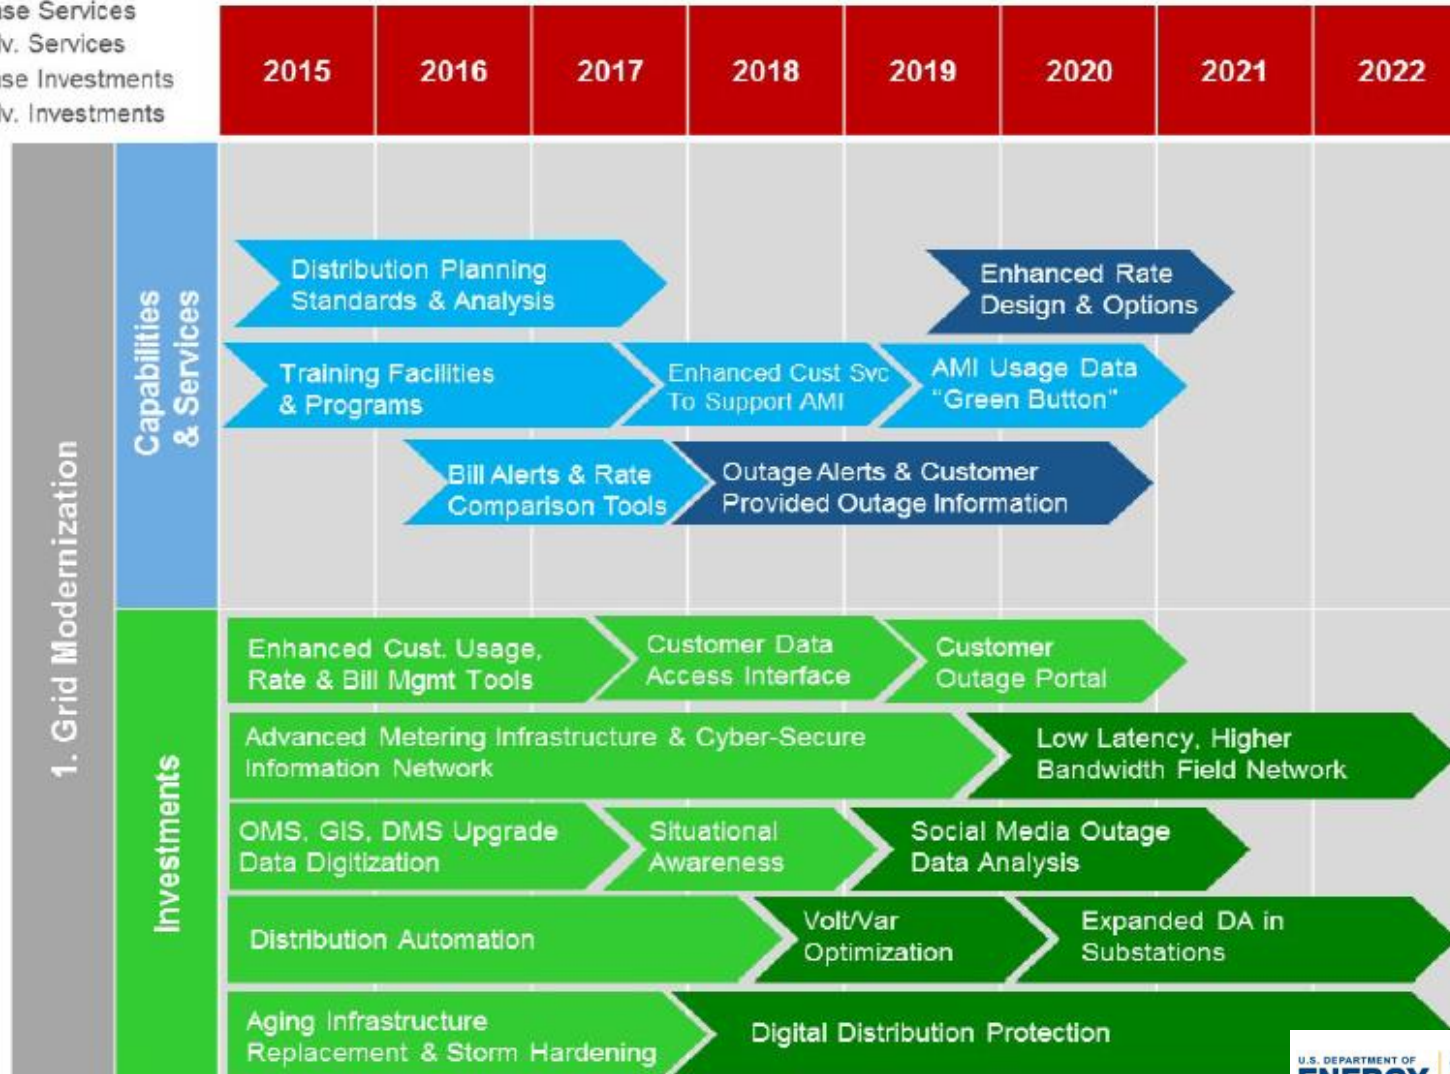 Services
Services
Investments
Investments
2015 2016 2017 2018 2019 2020 2021 2022
1. Grid Modernization
Capabilities
& Services
Distribution Planning
Standards & Analysis
Enhanced Rate
Design & Options
Training Facilities
& Programs
Enhanced Cust Svc
To Support AMI
AMI Usage Data
“Green Button”
Bill Alerts & Rate
Comparison Tools
Outage Alerts & Customer
Provided Outage Information
Investments
Enhanced Cust. Usage,
Rate & Bill Mgmt Tools
Customer Data
Access Interface
Customer
Outage Portal
Advanced Metering Infrastructure & Cyber-Secure
Information Network
Low Latency, Higher
Bandwidth Field Network
OMS, GIS, DMS Upgrade
Data Digitization
Situational
Awareness
Social Media Outage
Data Analysis
Distribution Automation
Volt/Var
Optimization
Expanded DA in
Substations
Aging Infrastructure
Replacement & Storm Hardening
Digital Distribution Protection
U.S. DEPARTMENT OF
ENERGY